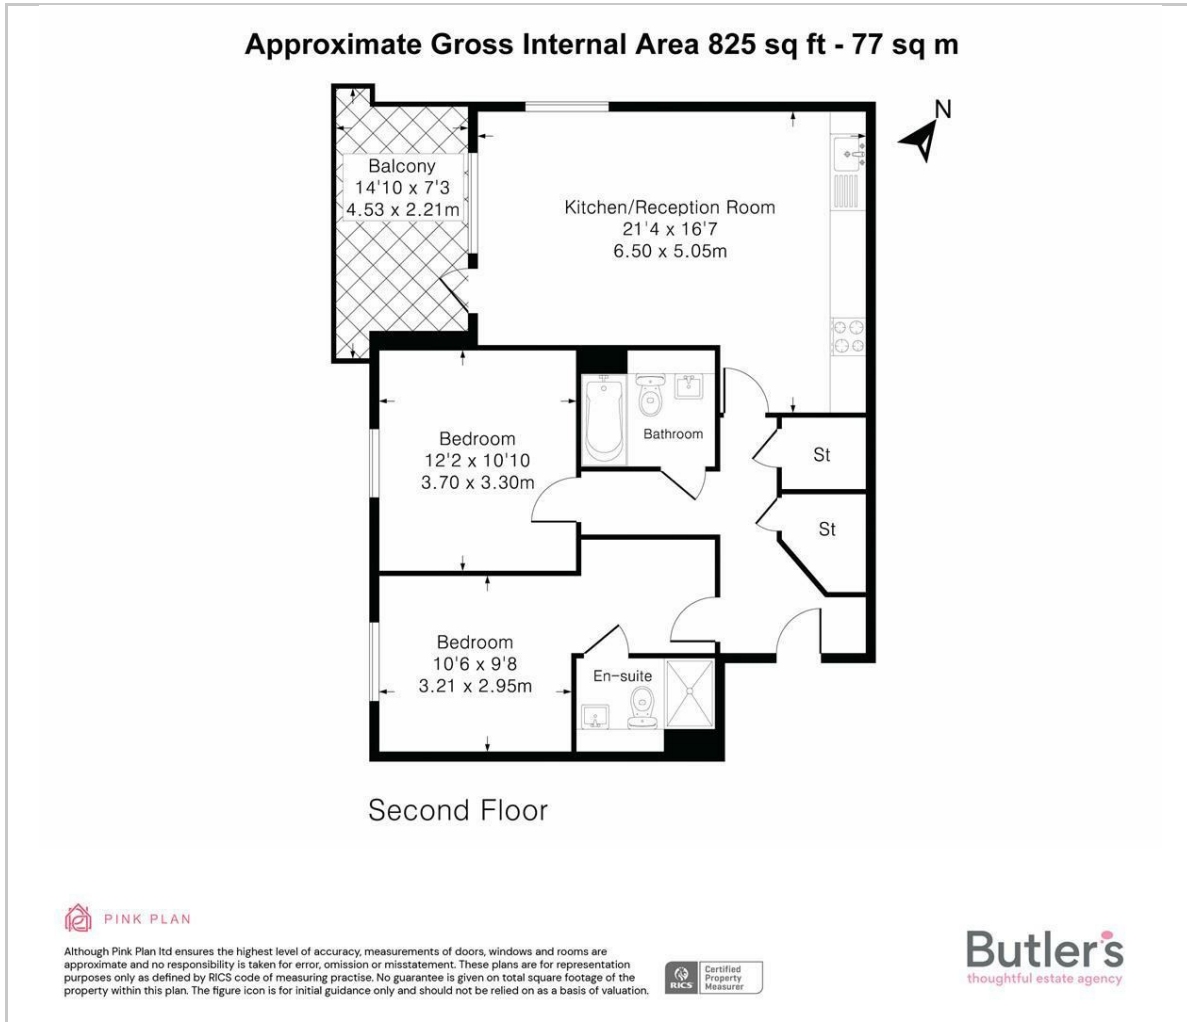 Approximate Gross Internal Area 825 sq ft - 77 sq m
N
Balcony
14'10 x 7'3
4.53 x 2.21m
Kitchen/Reception Room
21'4 x 16'7
6.50 x 5.05m
Bedroom
12'2 x 10'10
3.70 x 3.30m
Bathroom
St
St
Bedroom
10'6 x 9'8
3.21 x 2.95m
En-suite
Second Floor
PINK PLAN
Although Pink Plan ltd ensures the highest level of accuracy, measurements of doors, windows and rooms are
approximate and no responsibility is taken for error, omission or misstatement. These plans are for representation
purposes only as defined by RICS code of measuring practise. No guarantee is given on total square footage of the
property within this plan. The figure icon is for initial guidance only and should not be relied on as a basis of valuation.
RICS
Certified
Property
Measurer
Butler's
thoughtful estate agency